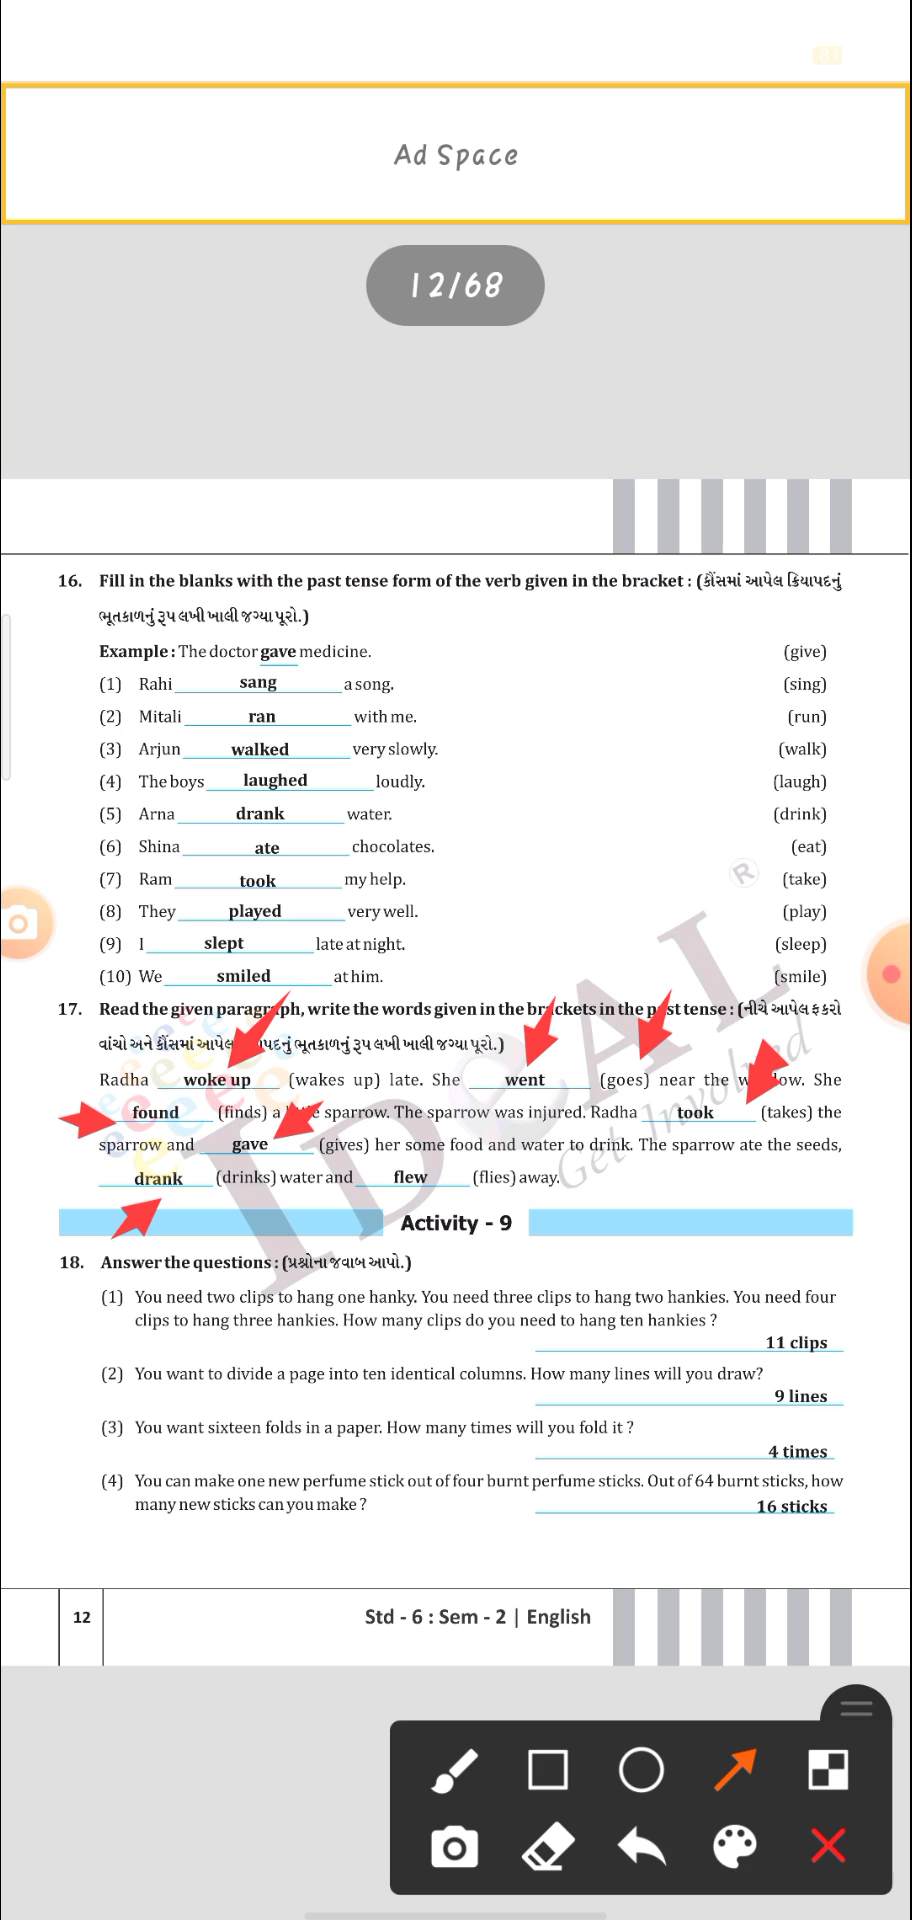 Ad Space
12/68
16. Fill in the blanks with the past tense form of the verb given in the bracket : (કૌંસમાં આપેલ ક્રિયાપદનું
ભૂતકાળનું રૂપ લખી ખાલી જગ્યા પૂરો.)
Example : The doctor gave medicine. (give)
(1) Rahi sang a song. (sing)
(2) Mitali ran with me. (run)
(3) Arjun walked very slowly. (walk)
(4) The boys laughed loudly. (laugh)
(5) Arna drank water. (drink)
(6) Shina ate chocolates. (eat)
(7) Ram took my help. (take)
(8) They played very well. (play)
(9) I slept late at night. (sleep)
(10) We smiled at him. (smile)
17. Read the given paragraph, write the words given in the brackets in the past tense : (નીચે આપેલ ફકરો
વાંચો અને કૌંસમાં આપેલ ભૂતકાળનું રૂપ લખી ખાલી જગ્યા પૂરો.)
Radha woke up (wakes up) late. She went (goes) near the window. She
found (finds) a sparrow. The sparrow was injured. Radha took (takes) the
sparrow and gave (gives) her some food and water to drink. The sparrow ate the seeds,
drank (drinks) water and flew (flies) away.
IDEAL
®
Get Involved
Activity - 9
18. Answer the questions : (પ્રશ્નોના જવાબ આપો.)
(1) You need two clips to hang one hanky. You need three clips to hang two hankies. You need four
clips to hang three hankies. How many clips do you need to hang ten hankies ?
11 clips
(2) You want to divide a page into ten identical columns. How many lines will you draw?
9 lines
(3) You want sixteen folds in a paper. How many times will you fold it ?
4 times
(4) You can make one new perfume stick out of four burnt perfume sticks. Out of 64 burnt sticks, how
many new sticks can you make ? 16 sticks
12 Std - 6 : Sem - 2 | English